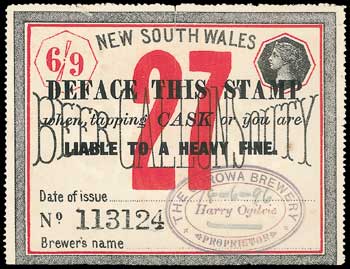 6/9
NEW SOUTH WALES
27
DEFACE THIS STAMP
when tapping CASK or you are
BEER GALLONS DUTY
LIABLE TO A HEAVY FINE.
Date of issue
THE BREWERY
Harry Ogilvie
PROPRIETOR
Nº 113124
Brewer's name